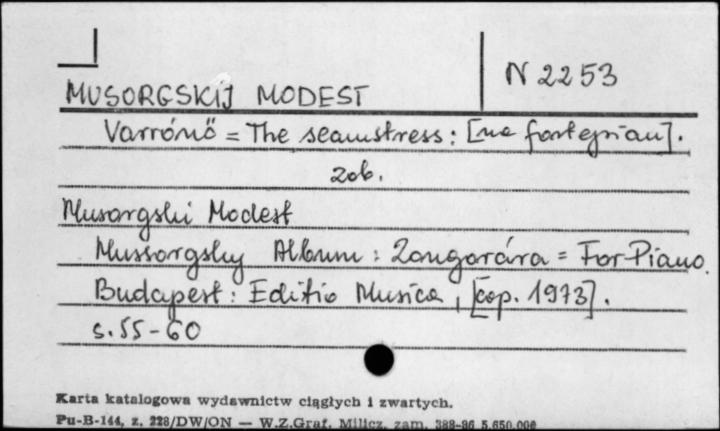 N 2253
MUSORGSKIJ MODEST
Varrónő = The seamstress : [na fortepian].
zob.
Musorgski Modest
Mussorgsky Album : Zongorára = For Piano.
Budapest : Editio Musica, [cop. 1973].
s. 55-60
Karta katalogowa wydawnictw ciągłych i zwartych.
Pu-B-144, z. 228/DW/ON — W.Z.Graf. Milicz, zam. 388-86 5.650.000